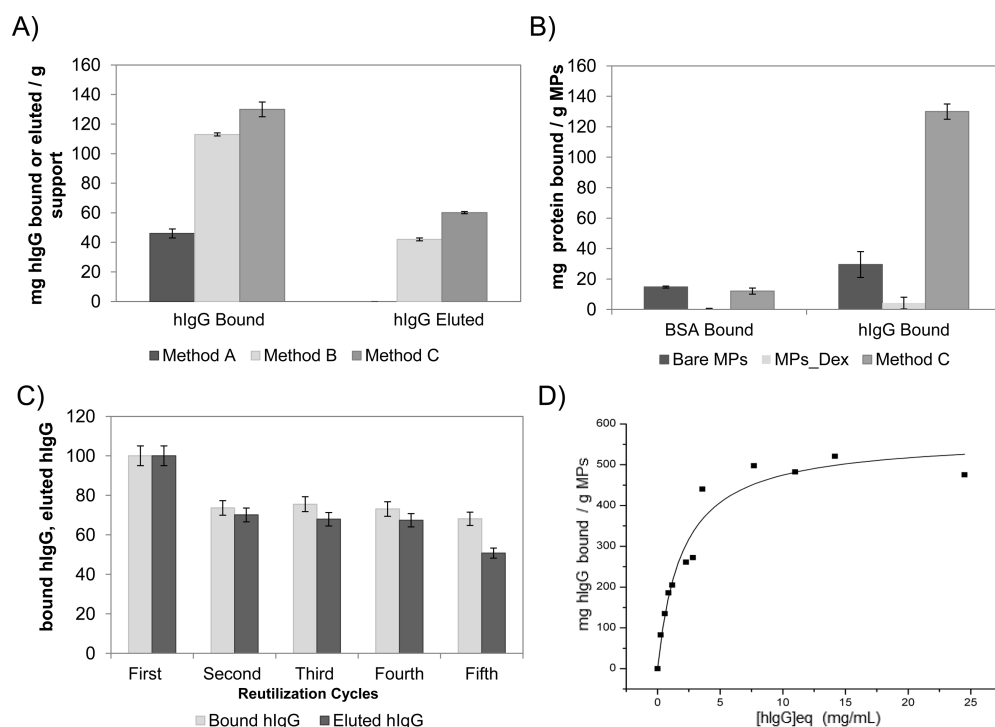 A)
mg hIgG bound or eluted / g
support
160
140
120
100
80
60
40
20
0
hIgG Bound
hIgG Eluted
Method A
Method B
Method C
B)
mg protein bound / g MPs
160
140
120
100
80
60
40
20
0
BSA Bound
hIgG Bound
Bare MPs
MPs_Dex
Method C
C)
bound hIgG, eluted hIgG
120
100
80
60
40
20
0
First
Second
Third
Fourth
Fifth
Reutilization Cycles
Bound hIgG
Eluted hIgG
D)
mg hIgG bound / g MPs
600
500
400
300
200
100
0
0
5
10
15
20
25
[hIgG]eq (mg/mL)